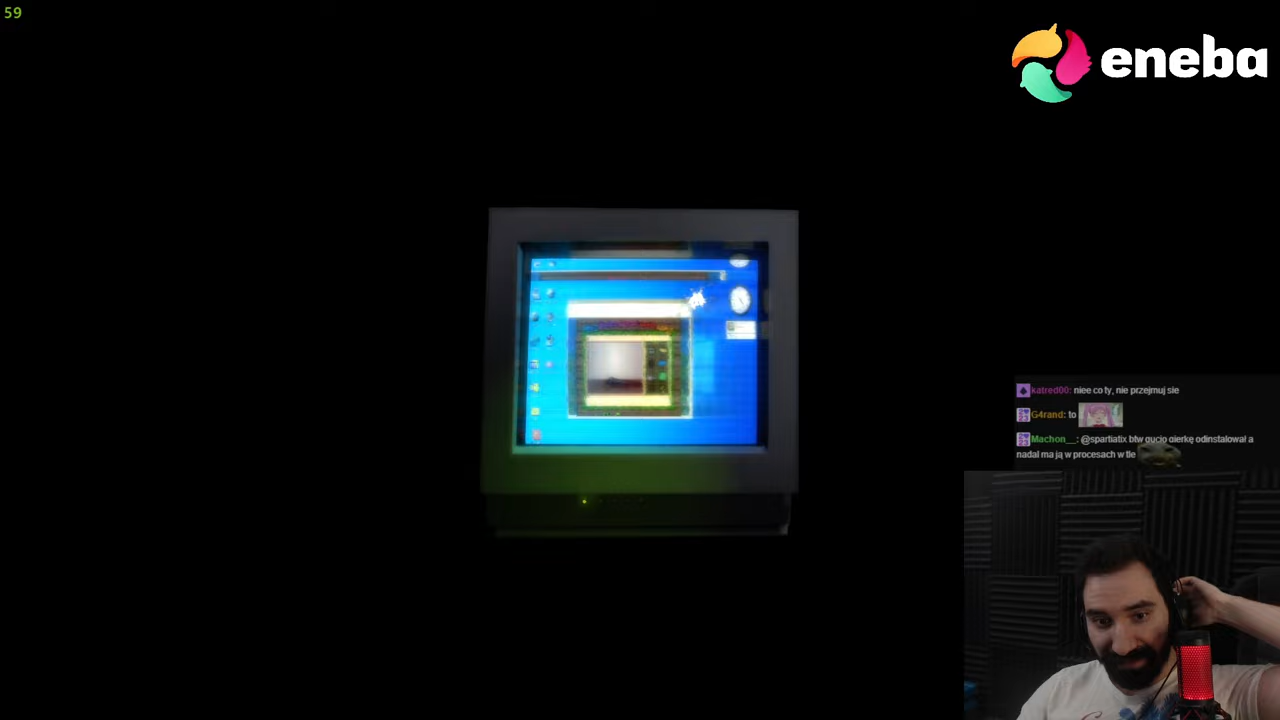 59
eneba
katred00: niee co ty, nie przejmuj sie
G4rand: to
Machon__: @spartiatix btw gucio gierkę odinstalował a
nadal ma ją w procesach w tle